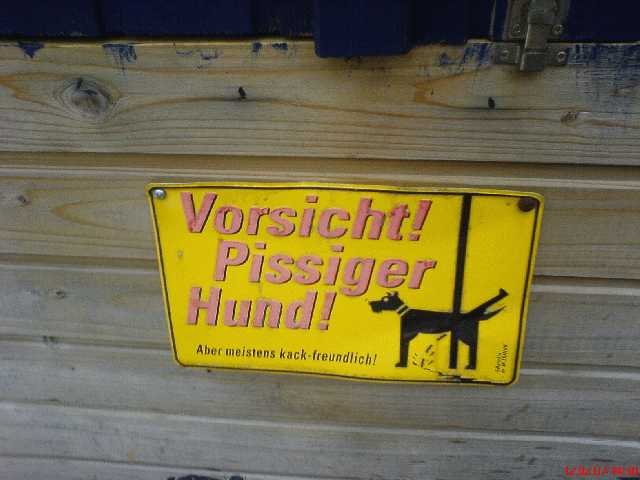 Vorsicht!
Pissiger
Hund!
Aber meistens kack-freundlich!